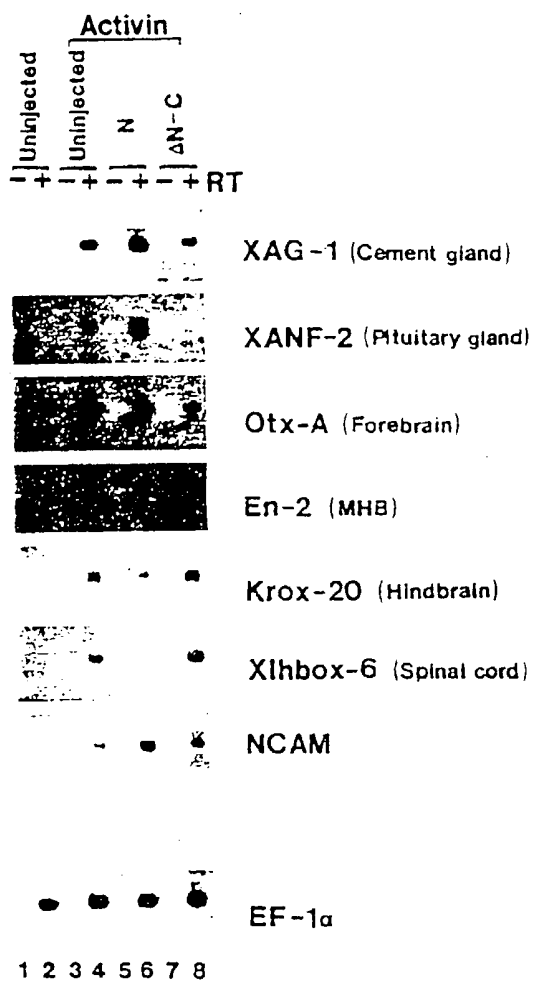 Activin
Uninjected Uninjected N ΔN-C
- + - + - + - + RT
XAG-1 (Cement gland)
XANF-2 (Pituitary gland)
Otx-A (Forebrain)
En-2 (MHB)
Krox-20 (Hindbrain)
Xlhbox-6 (Spinal cord)
NCAM
EF-1α
1 2 3 4 5 6 7 8